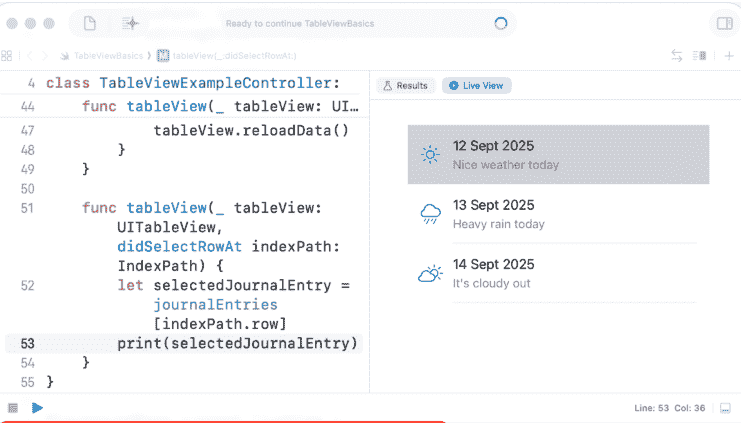 Ready to continue TableViewBasics
TableViewBasics
tableView(_:didSelectRowAt:)
4 class TableViewExampleController:
44 func tableView(_ tableView: UI…
47 tableView.reloadData()
48 }
49 }
50
51 func tableView(_ tableView:
UITableView,
didSelectRowAt indexPath:
IndexPath) {
52 let selectedJournalEntry =
journalEntries
[indexPath.row]
53 print(selectedJournalEntry)
54 }
55 }
Results
Live View
12 Sept 2025
Nice weather today
13 Sept 2025
Heavy rain today
14 Sept 2025
It's cloudy out
Line: 53 Col: 36